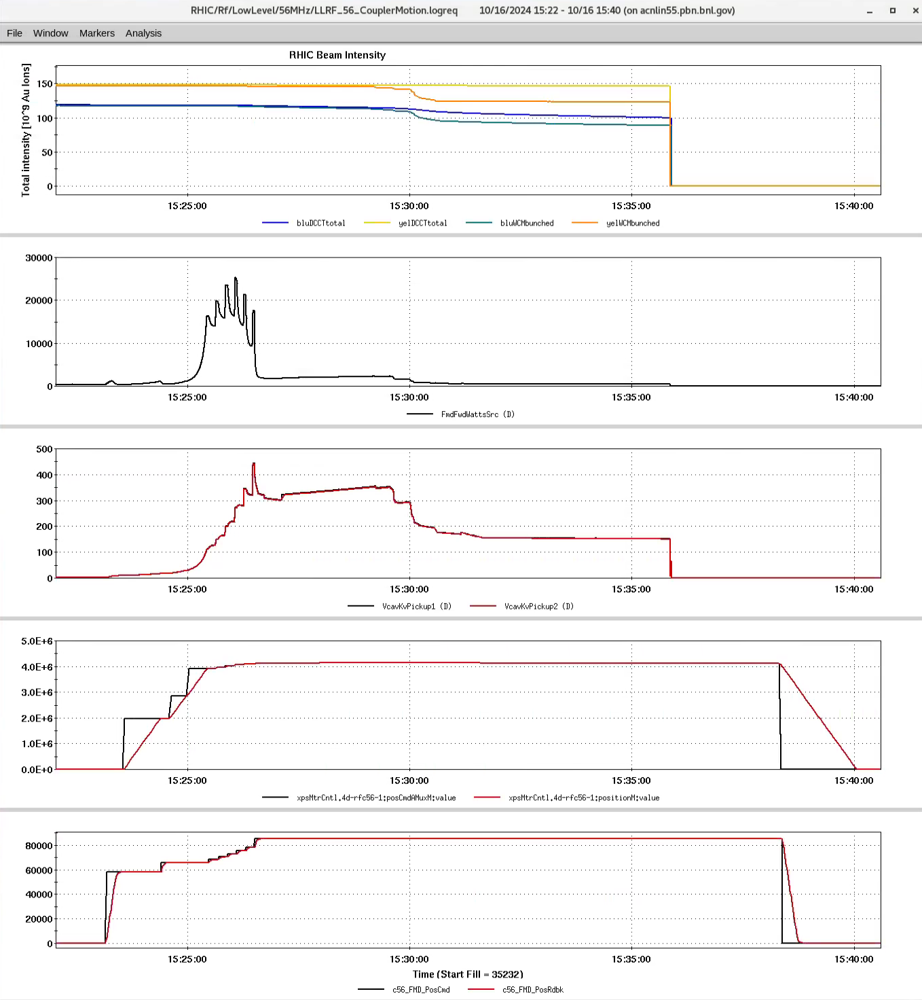 RHIC/Rf/LowLevel/56MHz/LLRF_56_CouplerMotion.logreq 10/16/2024 15:22 - 10/16 15:40 (on acnlin55.pbn.bnl.gov)
File Window Markers Analysis
RHIC Beam Intensity
Total intensity [10^9 Au Ions]
150
100
50
0
15:25:00 15:30:00 15:35:00 15:40:00
bluDCCTtotal yelDCCTtotal bluWCMbunched yelWCMbunched
30000
20000
10000
0
15:25:00 15:30:00 15:35:00 15:40:00
FmdFwdWattsSrc (D)
500
400
300
200
100
0
15:25:00 15:30:00 15:35:00 15:40:00
VcavKvPickup1 (D) VcavKvPickup2 (D)
5.0E+6
4.0E+6
3.0E+6
2.0E+6
1.0E+6
0.0E+0
15:25:00 15:30:00 15:35:00 15:40:00
xpsMtrCntl.4d-rfc56-1:posCmdAMuxM:value xpsMtrCntl.4d-rfc56-1:positionM:value
80000
60000
40000
20000
0
15:25:00 15:30:00 15:35:00 15:40:00
Time (Start Fill = 35232)
c56_FMD_PosCmd c56_FMD_PosRdbk